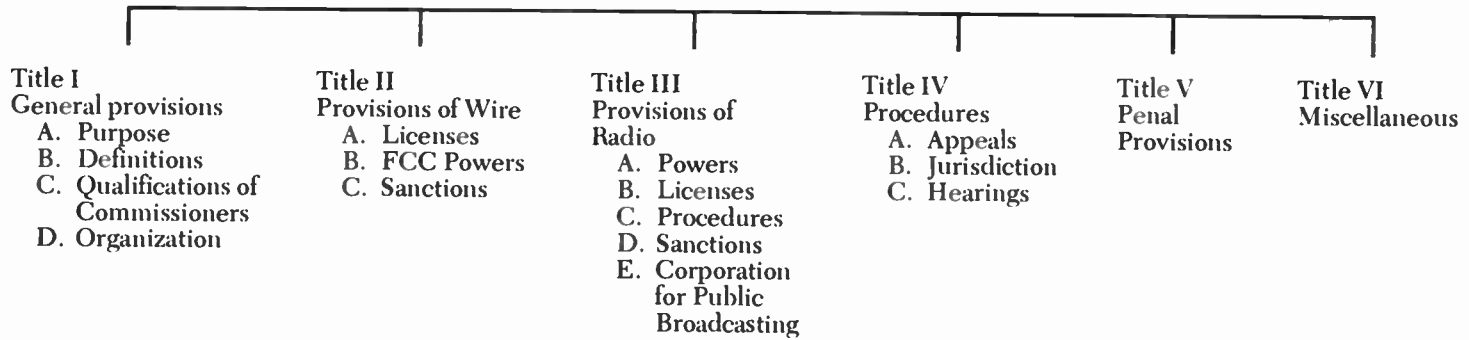 Title I
General provisions
A. Purpose
B. Definitions
C. Qualifications of
Commissioners
D. Organization
Title II
Provisions of Wire
A. Licenses
B. FCC Powers
C. Sanctions
Title III
Provisions of
Radio
A. Powers
B. Licenses
C. Procedures
D. Sanctions
E. Corporation
for Public
Broadcasting
Title IV
Procedures
A. Appeals
B. Jurisdiction
C. Hearings
Title V
Penal
Provisions
Title VI
Miscellaneous